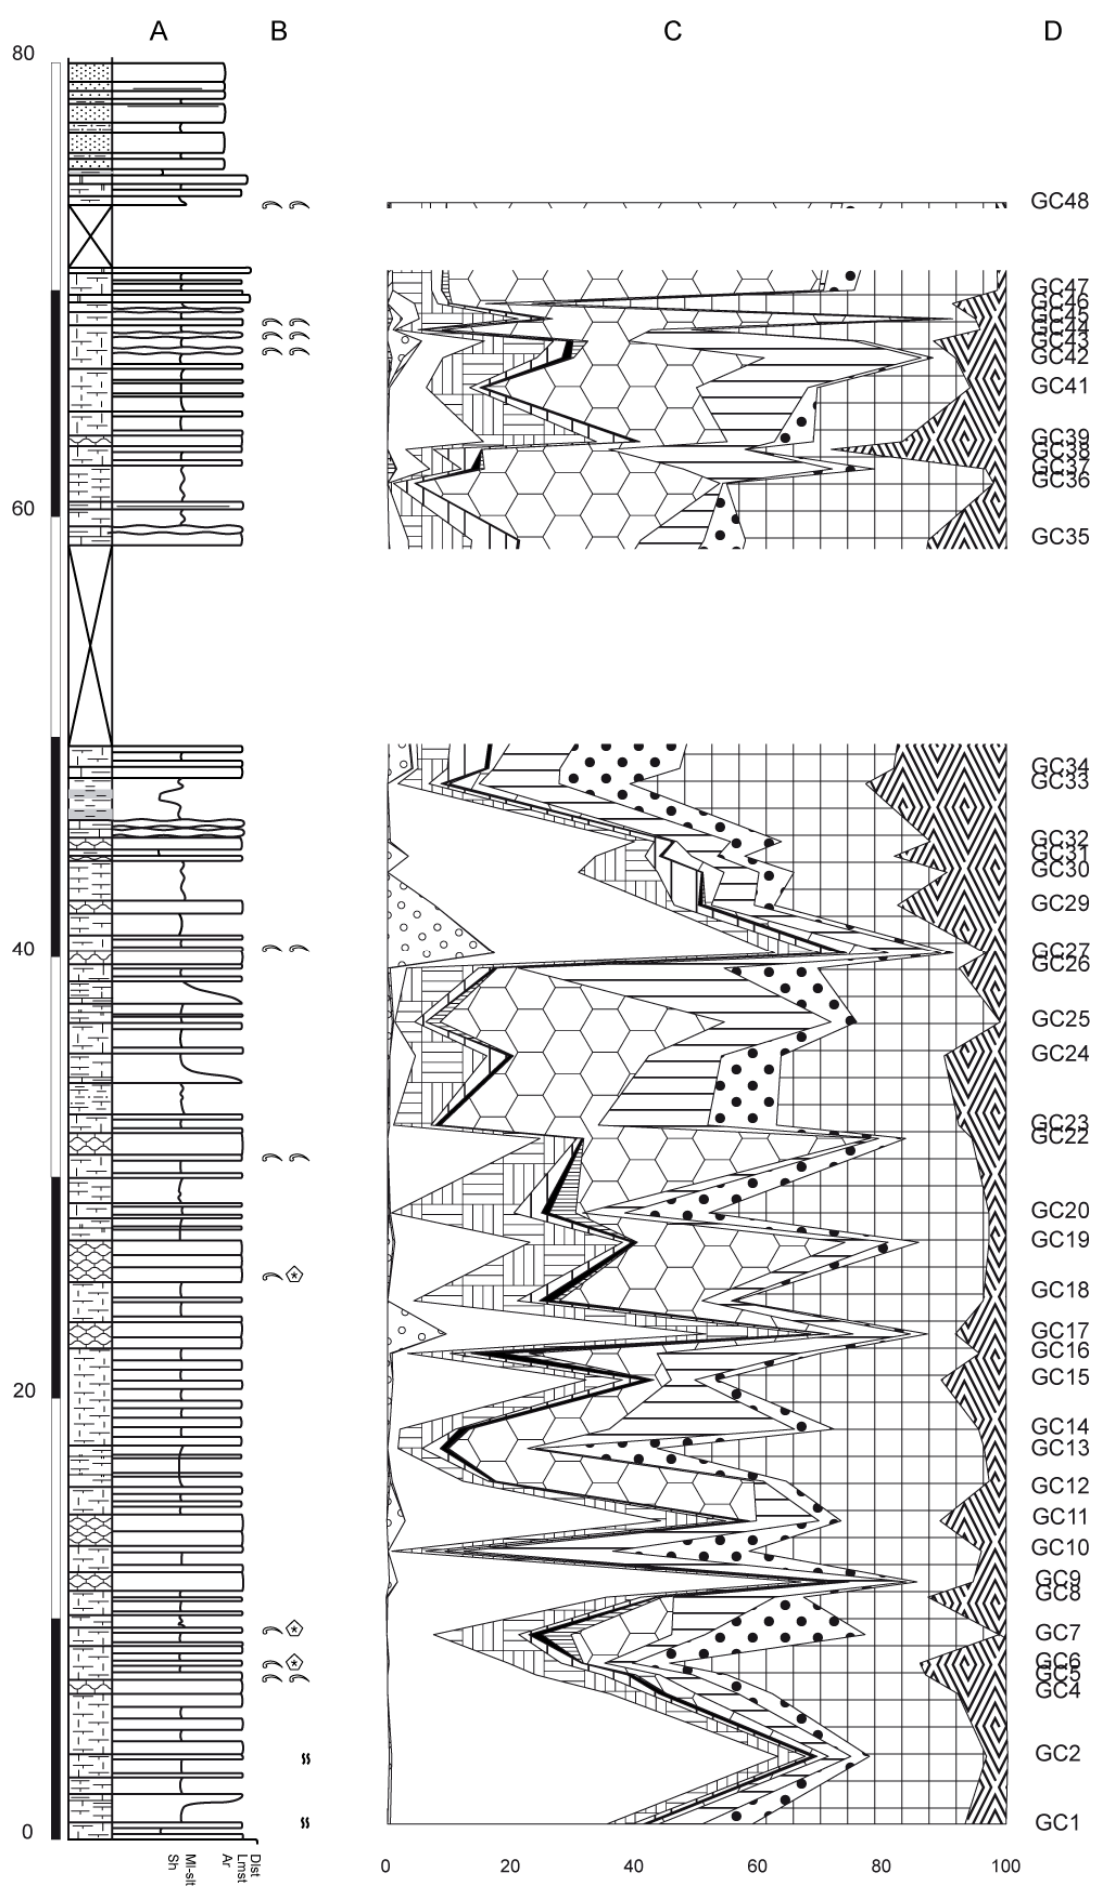 A B C D
80
GC48
GC47
GC46
GC45
GC44
GC43
GC42
GC41
GC39
GC38
GC37
GC36
60
GC35
GC34
GC33
GC32
GC31
GC30
GC29
40
GC27
GC26
GC25
GC24
GC23
GC22
GC20
GC19
GC18
GC17
GC16
20
GC15
GC14
GC13
GC12
GC11
GC10
GC9
GC8
GC7
GC6
GC5
GC4
GC2
0
GC1
Sh
Ml-slt
Ar
Lmst
Dlst
0 20 40 60 80 100